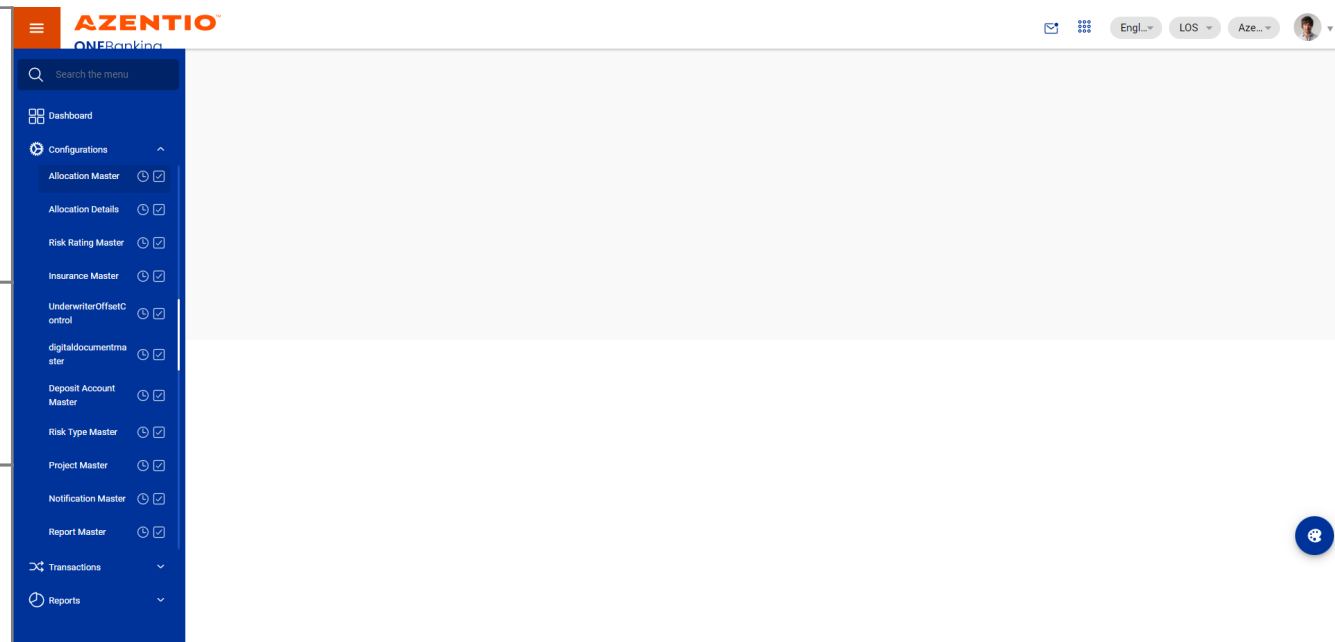 AZENTIO™
ONEBanking
Engl...
LOS
Aze...
Search the menu
Dashboard
Configurations
Allocation Master
Allocation Details
Risk Rating Master
Insurance Master
UnderwriterOffsetC
ontrol
digitaldocumentma
ster
Deposit Account
Master
Risk Type Master
Project Master
Notification Master
Report Master
Transactions
Reports